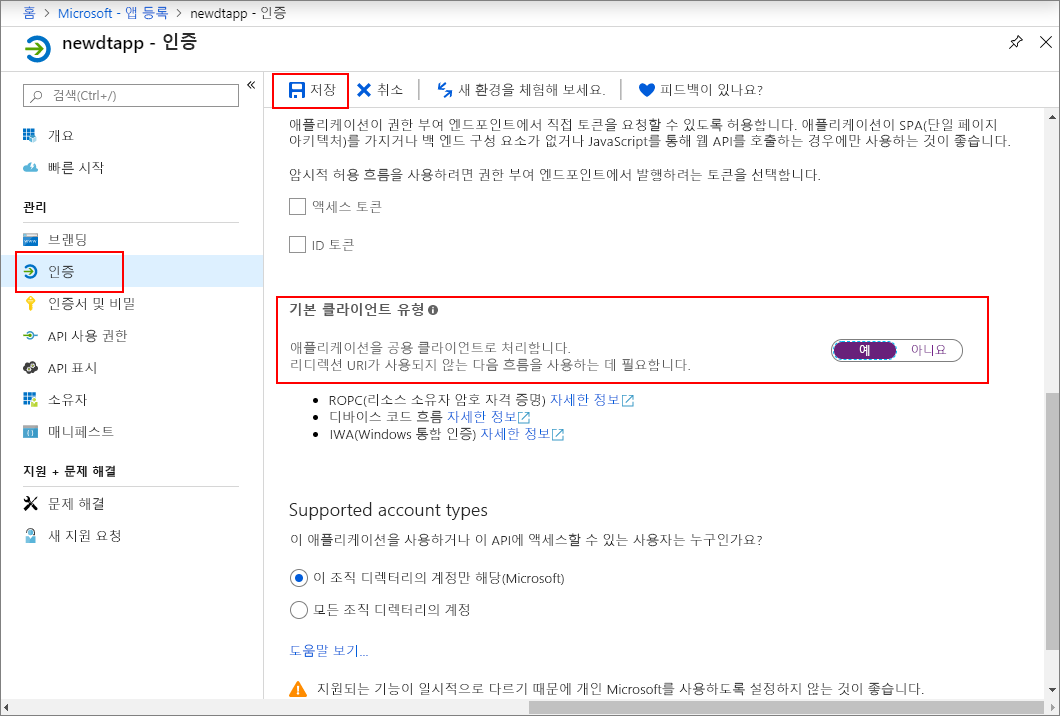 홈 > Microsoft - 앱 등록 > newdtapp - 인증
newdtapp - 인증
검색(Ctrl+/)
개요
빠른 시작
관리
브랜딩
인증
인증서 및 비밀
API 사용 권한
API 표시
소유자
매니페스트
지원 + 문제 해결
문제 해결
새 지원 요청
저장
취소
새 환경을 체험해 보세요.
피드백이 있나요?
애플리케이션이 권한 부여 엔드포인트에서 직접 토큰을 요청할 수 있도록 허용합니다. 애플리케이션이 SPA(단일 페이지
아키텍처)를 가지거나 백 엔드 구성 요소가 없거나 JavaScript를 통해 웹 API를 호출하는 경우에만 사용하는 것이 좋습니다.
암시적 허용 흐름을 사용하려면 권한 부여 엔드포인트에서 발행하려는 토큰을 선택합니다.
액세스 토큰
ID 토큰
기본 클라이언트 유형
애플리케이션을 공용 클라이언트로 처리합니다.
리디렉션 URI가 사용되지 않는 다음 흐름을 사용하는 데 필요합니다.
예 아니요
ROPC(리소스 소유자 암호 자격 증명) 자세한 정보
디바이스 코드 흐름 자세한 정보
IWA(Windows 통합 인증) 자세한 정보
Supported account types
이 애플리케이션을 사용하거나 이 API에 액세스할 수 있는 사용자는 누구인가요?
이 조직 디렉터리의 계정만 해당(Microsoft)
모든 조직 디렉터리의 계정
도움말 보기...
지원되는 기능이 일시적으로 다르기 때문에 개인 Microsoft를 사용하도록 설정하지 않는 것이 좋습니다.